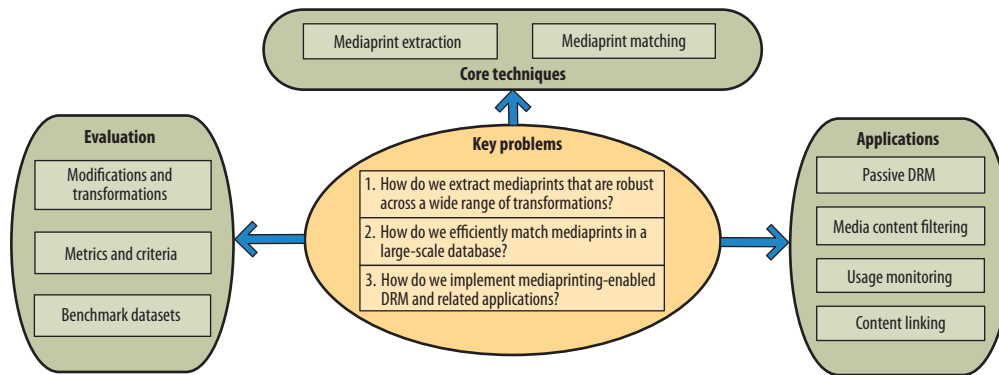 Mediaprint extraction
Mediaprint matching
Core techniques
Evaluation
Modifications and
transformations
Metrics and criteria
Benchmark datasets
Key problems
1. How do we extract mediaprints that are robust
across a wide range of transformations?
2. How do we efficiently match mediaprints in a
large-scale database?
3. How do we implement mediaprinting-enabled
DRM and related applications?
Applications
Passive DRM
Media content filtering
Usage monitoring
Content linking